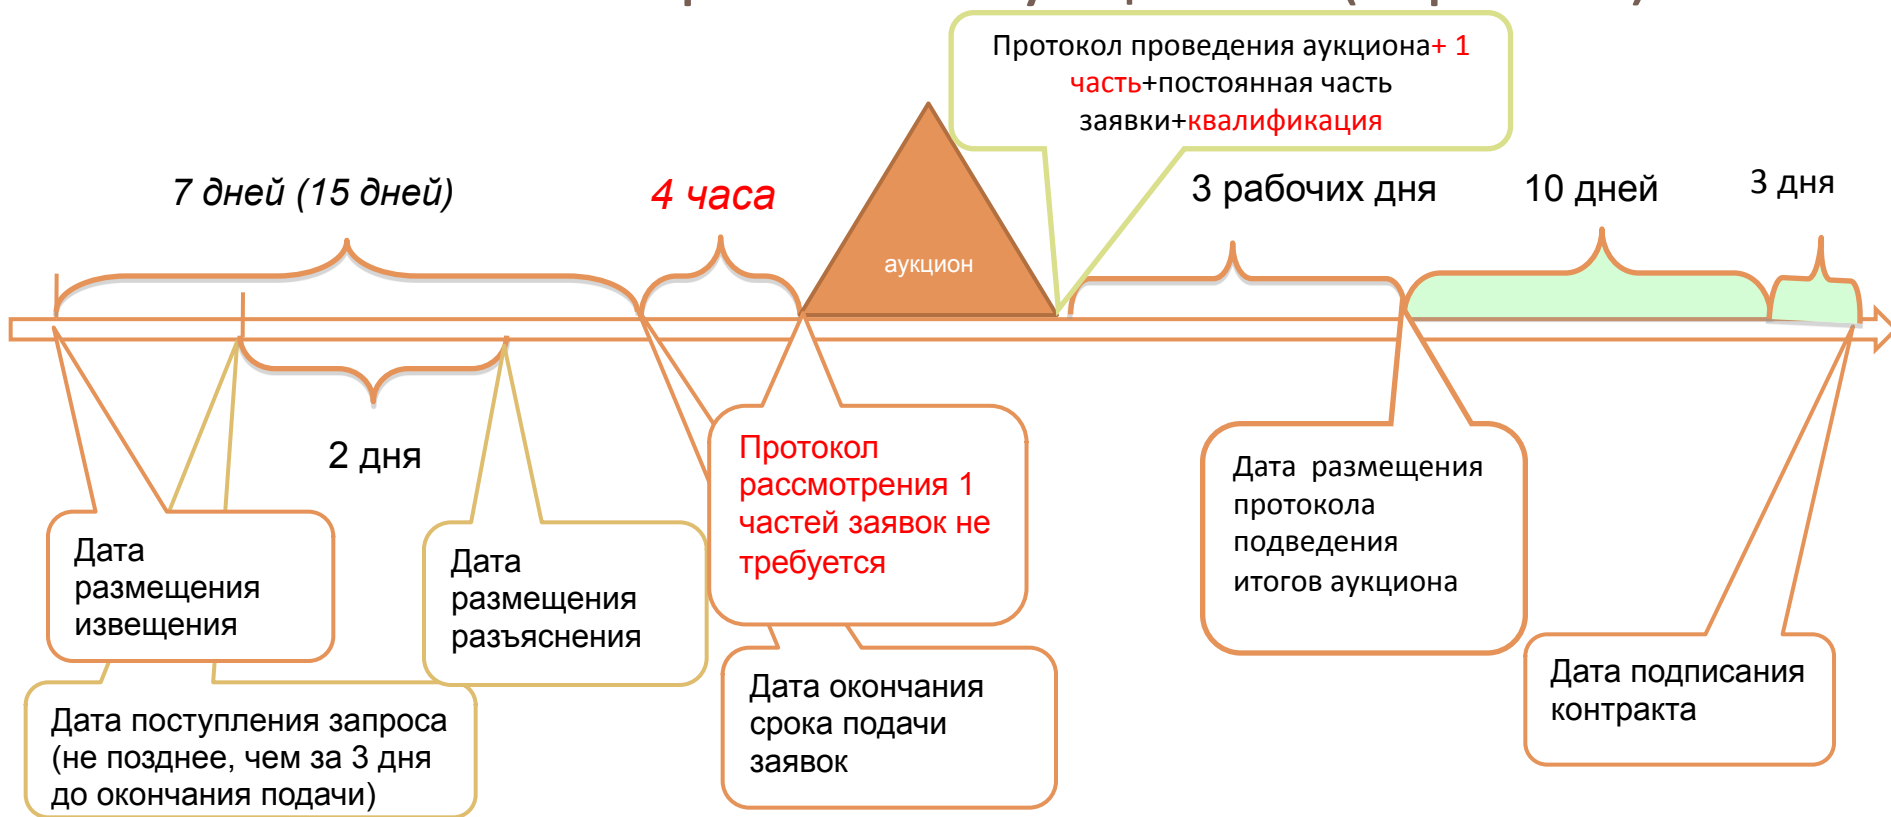 Протокол проведения аукциона+ 1
часть+постоянная часть
заявки+квалификация
7 дней (15 дней)
4 часа
3 рабочих дня
10 дней
3 дня
аукцион
2 дня
Дата
размещения
извещения
Дата
размещения
разъяснения
Протокол
рассмотрения 1
частей заявок не
требуется
Дата размещения
протокола
подведения
итогов аукциона
Дата поступления запроса
(не позднее, чем за 3 дня
до окончания подачи)
Дата окончания
срока подачи
заявок
Дата подписания
контракта